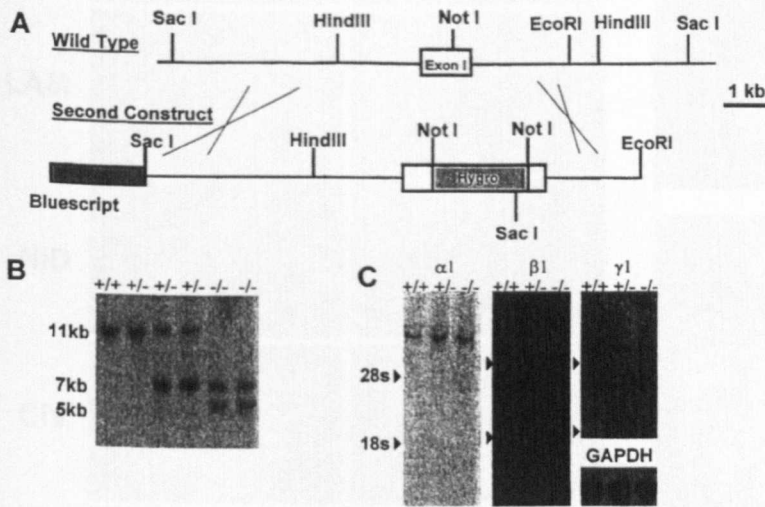 A
Sac I HindIII Not I EcoRI HindIII Sac I
Wild Type
Exon I
1 kb
Second Construct
Sac I HindIII Not I Not I EcoRI
Hygro
Bluescript
Sac I
B
+/+ +/- +/- +/- -/- -/-
11kb
7kb
5kb
C
α1 β1 γ1
+/+ +/- -/- +/+ +/- -/- +/+ +/- -/-
28s
18s
GAPDH